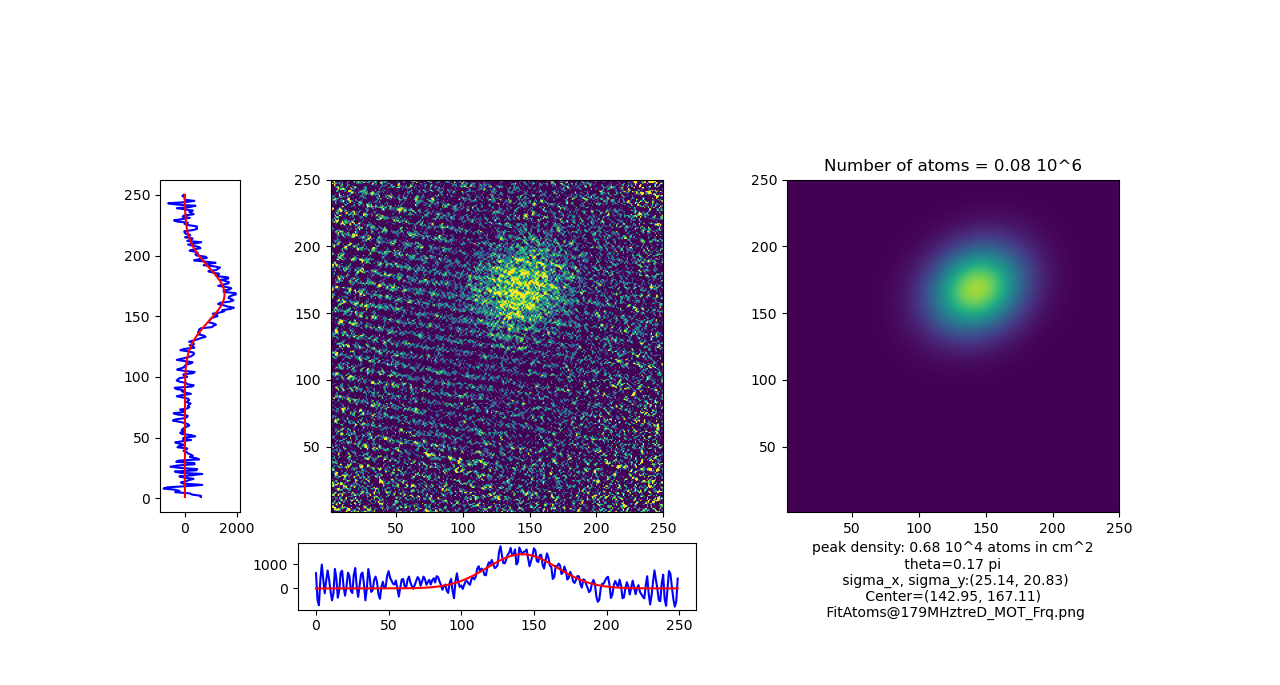 Number of atoms = 0.08 10^6
250
200
150
100
50
0
0 2000
250
200
150
100
50
50 100 150 200 250
250
200
150
100
50
50 100 150 200 250
1000
0
0 50 100 150 200 250
peak density: 0.68 10^4 atoms in cm^2
theta=0.17 pi
sigma_x, sigma_y:(25.14, 20.83)
Center=(142.95, 167.11)
FitAtoms@179MHztreD_MOT_Frq.png